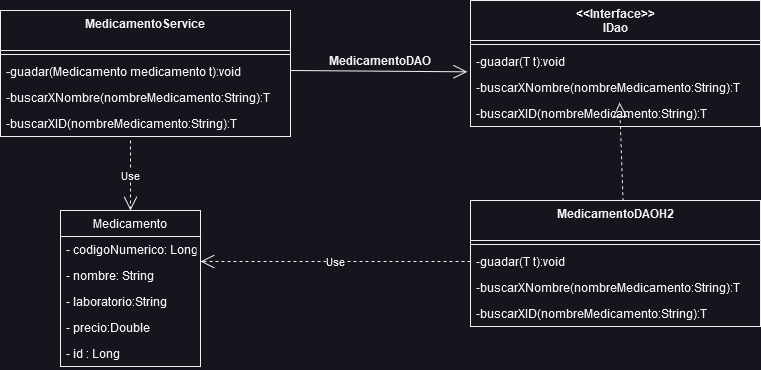 MedicamentoService
-guadar(Medicamento medicamento t):void
-buscarXNombre(nombreMedicamento:String):T
-buscarXID(nombreMedicamento:String):T
MedicamentoDAO
<<Interface>>
IDao
-guadar(T t):void
-buscarXNombre(nombreMedicamento:String):T
-buscarXID(nombreMedicamento:String):T
Use
Medicamento
- codigoNumerico: Long
- nombre: String
- laboratorio:String
- precio:Double
- id : Long
Use
MedicamentoDAOH2
-guadar(T t):void
-buscarXNombre(nombreMedicamento:String):T
-buscarXID(nombreMedicamento:String):T